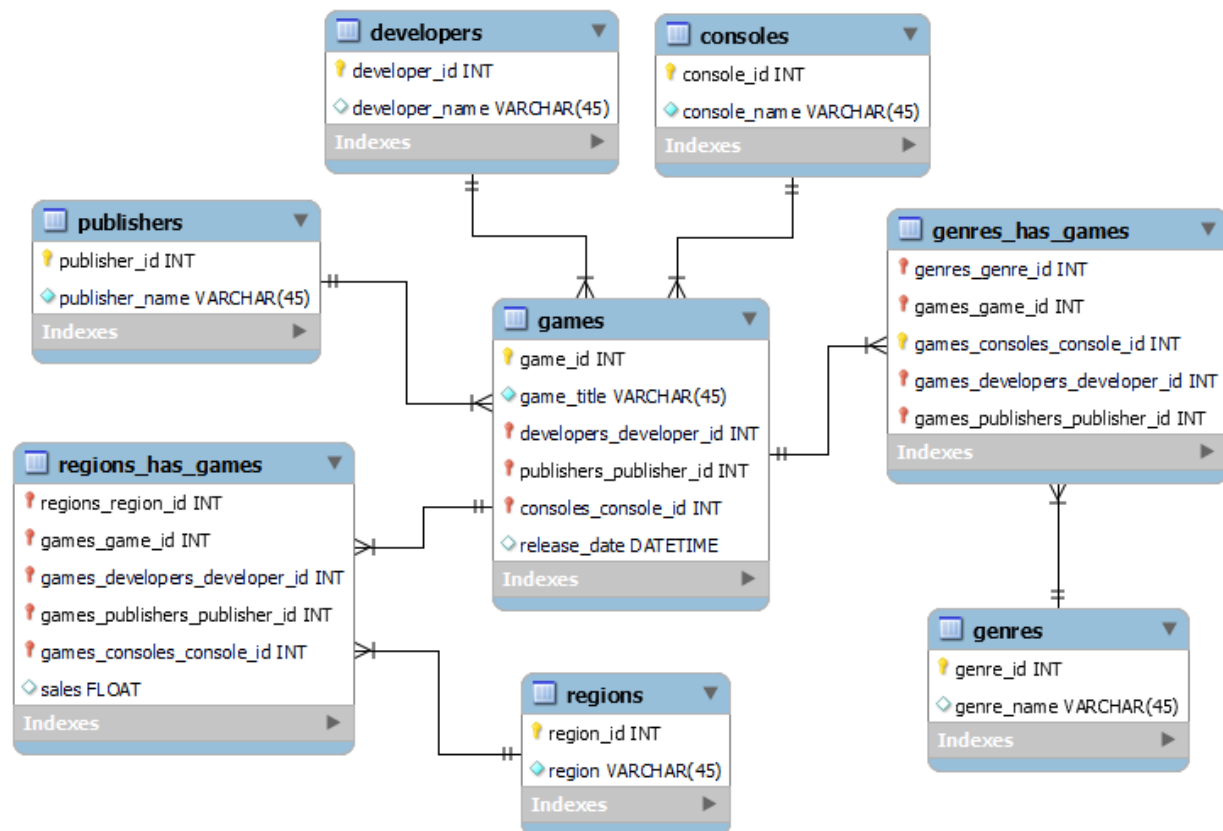 developers
developer_id INT
developer_name VARCHAR(45)
Indexes
consoles
console_id INT
console_name VARCHAR(45)
Indexes
publishers
publisher_id INT
publisher_name VARCHAR(45)
Indexes
genres_has_games
genres_genre_id INT
games_game_id INT
games_consoles_console_id INT
games_developers_developer_id INT
games_publishers_publisher_id INT
Indexes
games
game_id INT
game_title VARCHAR(45)
developers_developer_id INT
publishers_publisher_id INT
consoles_console_id INT
release_date DATETIME
Indexes
regions_has_games
regions_region_id INT
games_game_id INT
games_developers_developer_id INT
games_publishers_publisher_id INT
games_consoles_console_id INT
sales FLOAT
Indexes
regions
region_id INT
region VARCHAR(45)
Indexes
genres
genre_id INT
genre_name VARCHAR(45)
Indexes